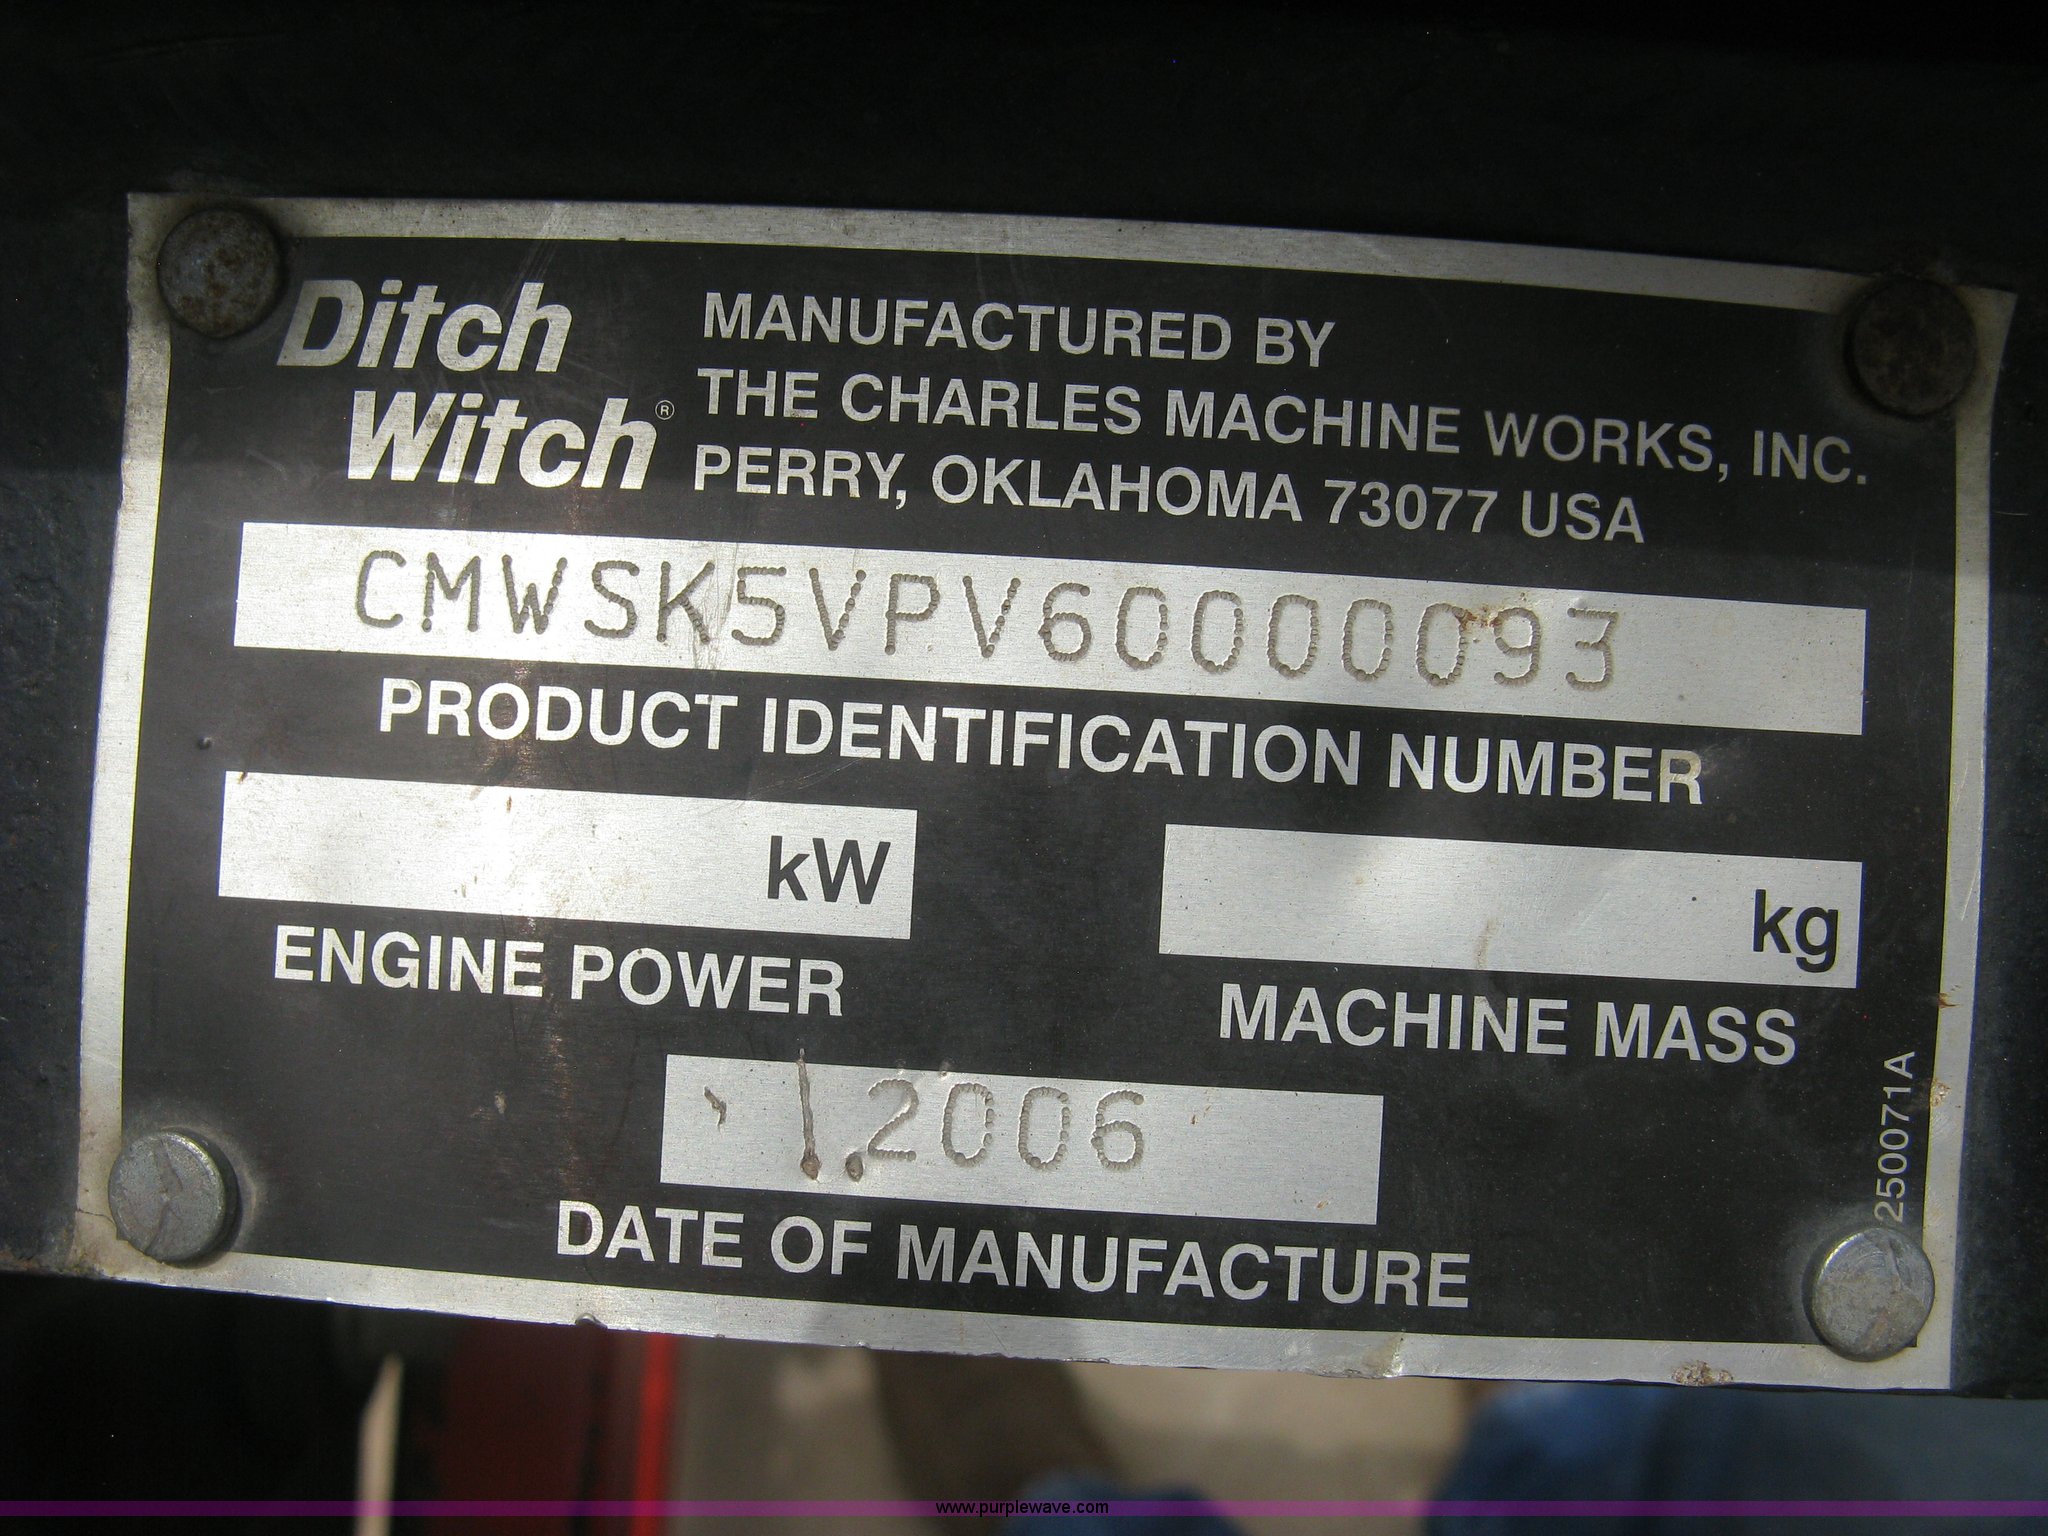 Ditch
Witch®
MANUFACTURED BY
THE CHARLES MACHINE WORKS, INC.
PERRY, OKLAHOMA 73077 USA
CMWSK5VPV60000093
PRODUCT IDENTIFICATION NUMBER
kW
ENGINE POWER
kg
MACHINE MASS
2006
DATE OF MANUFACTURE
250071A
www.purplewave.com